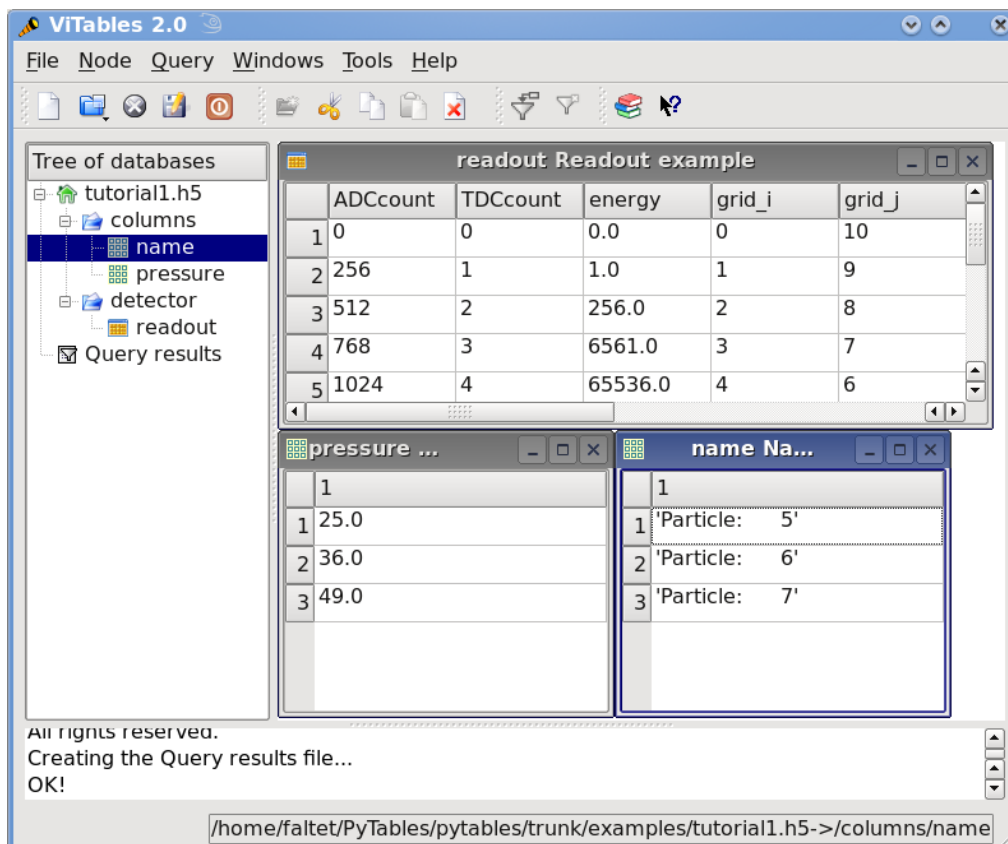 ViTables 2.0
File Node Query Windows Tools Help
Tree of databases
tutorial1.h5
columns
name
pressure
detector
readout
Query results
readout Readout example
ADCcount TDCcount energy grid_i grid_j
1 0 0 0.0 0 10
2 256 1 1.0 1 9
3 512 2 256.0 2 8
4 768 3 6561.0 3 7
5 1024 4 65536.0 4 6
pressure ...
1
1 25.0
2 36.0
3 49.0
name Na...
1
1 'Particle: 5'
2 'Particle: 6'
3 'Particle: 7'
All rights reserved.
Creating the Query results file...
OK!
/home/faltet/PyTables/pytables/trunk/examples/tutorial1.h5->/columns/name